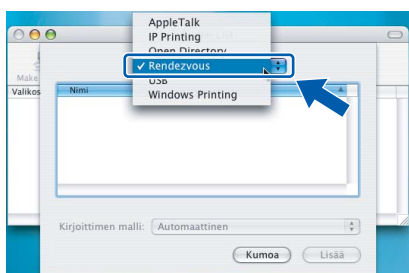 AppleTalk
IP Printing
Open Directory
✓ Rendezvous
USB
Windows Printing
Make
Valikos
Nimi
Kirjoittimen malli: Automaattinen
Kumoa
Lisää